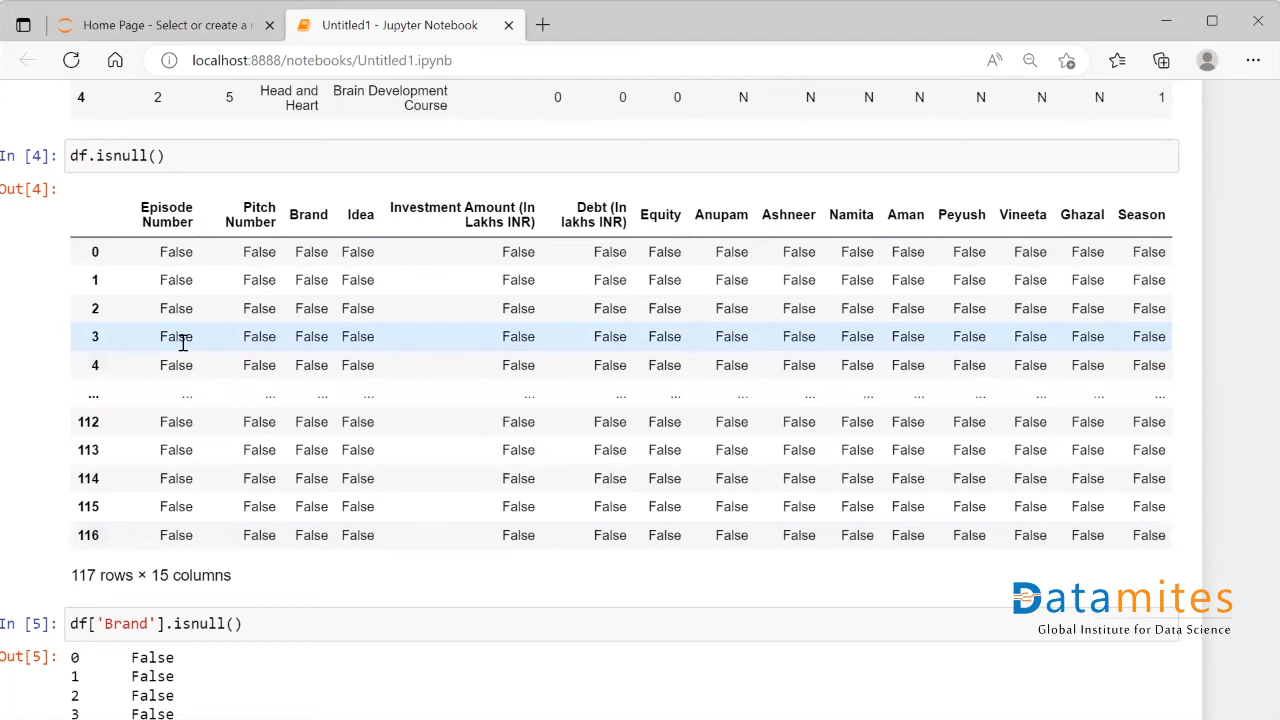 Home Page - Select or create a n
Untitled1 - Jupyter Notebook
localhost:8888/notebooks/Untitled1.ipynb
4 2 5 Head and Heart Brain Development Course 0 0 0 N N N N N N N 1
In [4]: df.isnull()
Out[4]:
Episode Number Pitch Number Brand Idea Investment Amount (In Lakhs INR) Debt (In lakhs INR) Equity Anupam Ashneer Namita Aman Peyush Vineeta Ghazal Season
0 False False False False False False False False False False False False False False False
1 False False False False False False False False False False False False False False False
2 False False False False False False False False False False False False False False False
3 False False False False False False False False False False False False False False False
4 False False False False False False False False False False False False False False False
... ... ... ... ... ... ... ... ... ... ... ... ... ... ... ...
112 False False False False False False False False False False False False False False False
113 False False False False False False False False False False False False False False False
114 False False False False False False False False False False False False False False False
115 False False False False False False False False False False False False False False False
116 False False False False False False False False False False False False False False False
117 rows × 15 columns
Datamites
Global Institute for Data Science
In [5]: df['Brand'].isnull()
Out[5]: 0 False
1 False
2 False
3 False